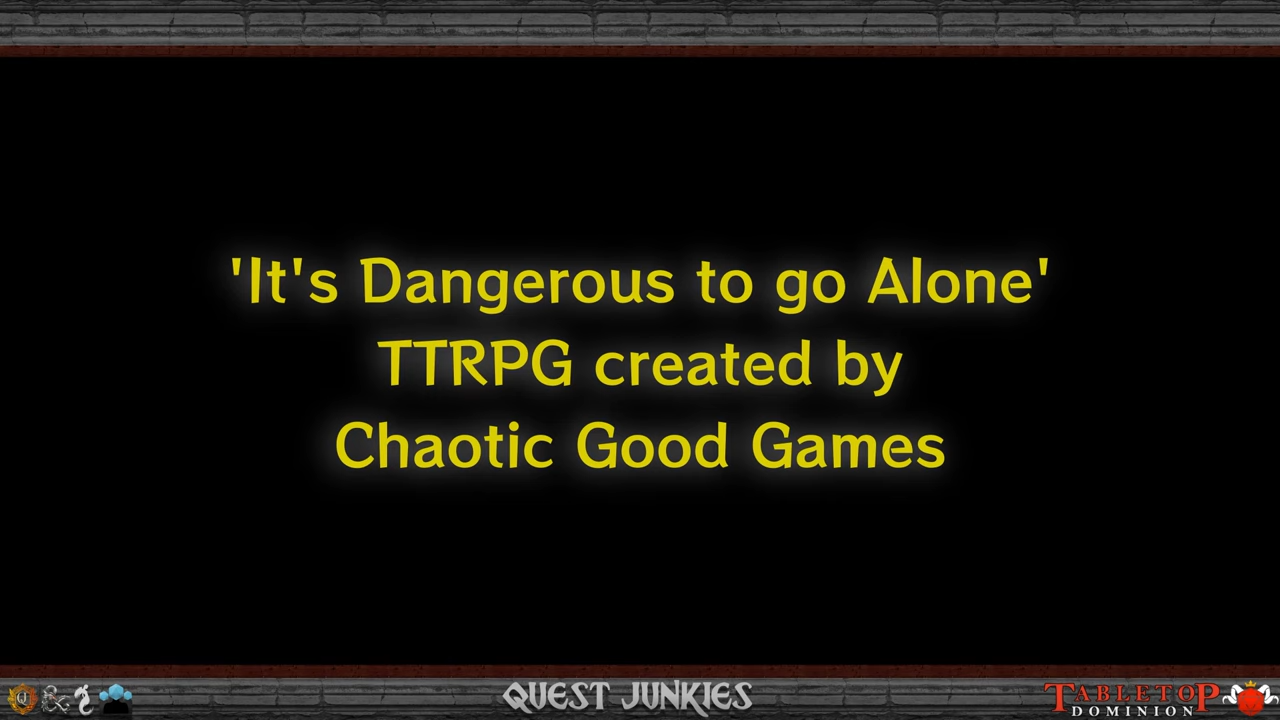 'It's Dangerous to go Alone'
TTRPG created by
Chaotic Good Games
QUEST JUNKIES
TABLETOP
DOMINION